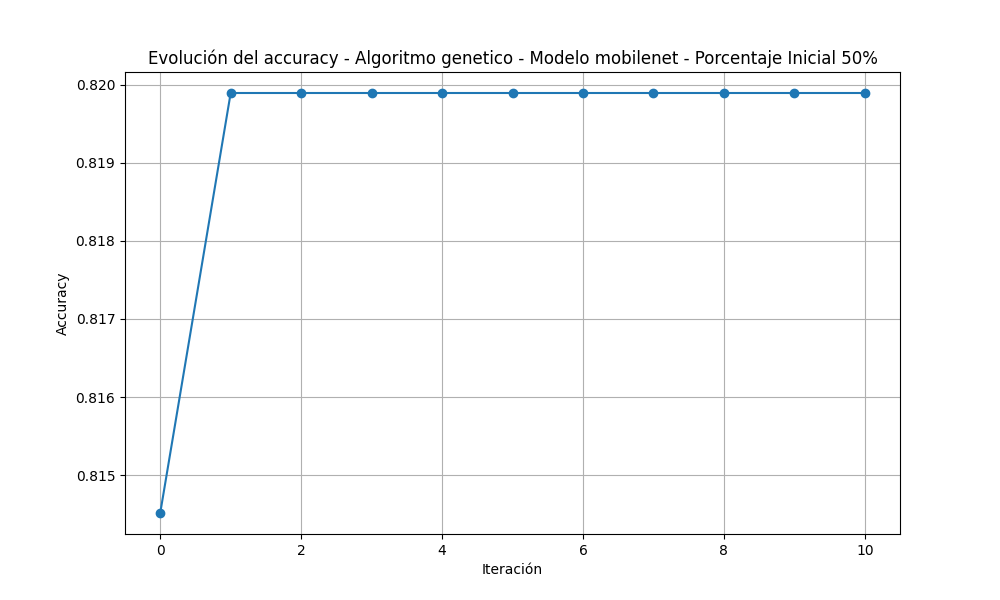 Evolución del accuracy - Algoritmo genetico - Modelo mobilenet - Porcentaje Inicial 50%
0.820
0.819
0.818
0.817
0.816
0.815
Accuracy
0 2 4 6 8 10
Iteración